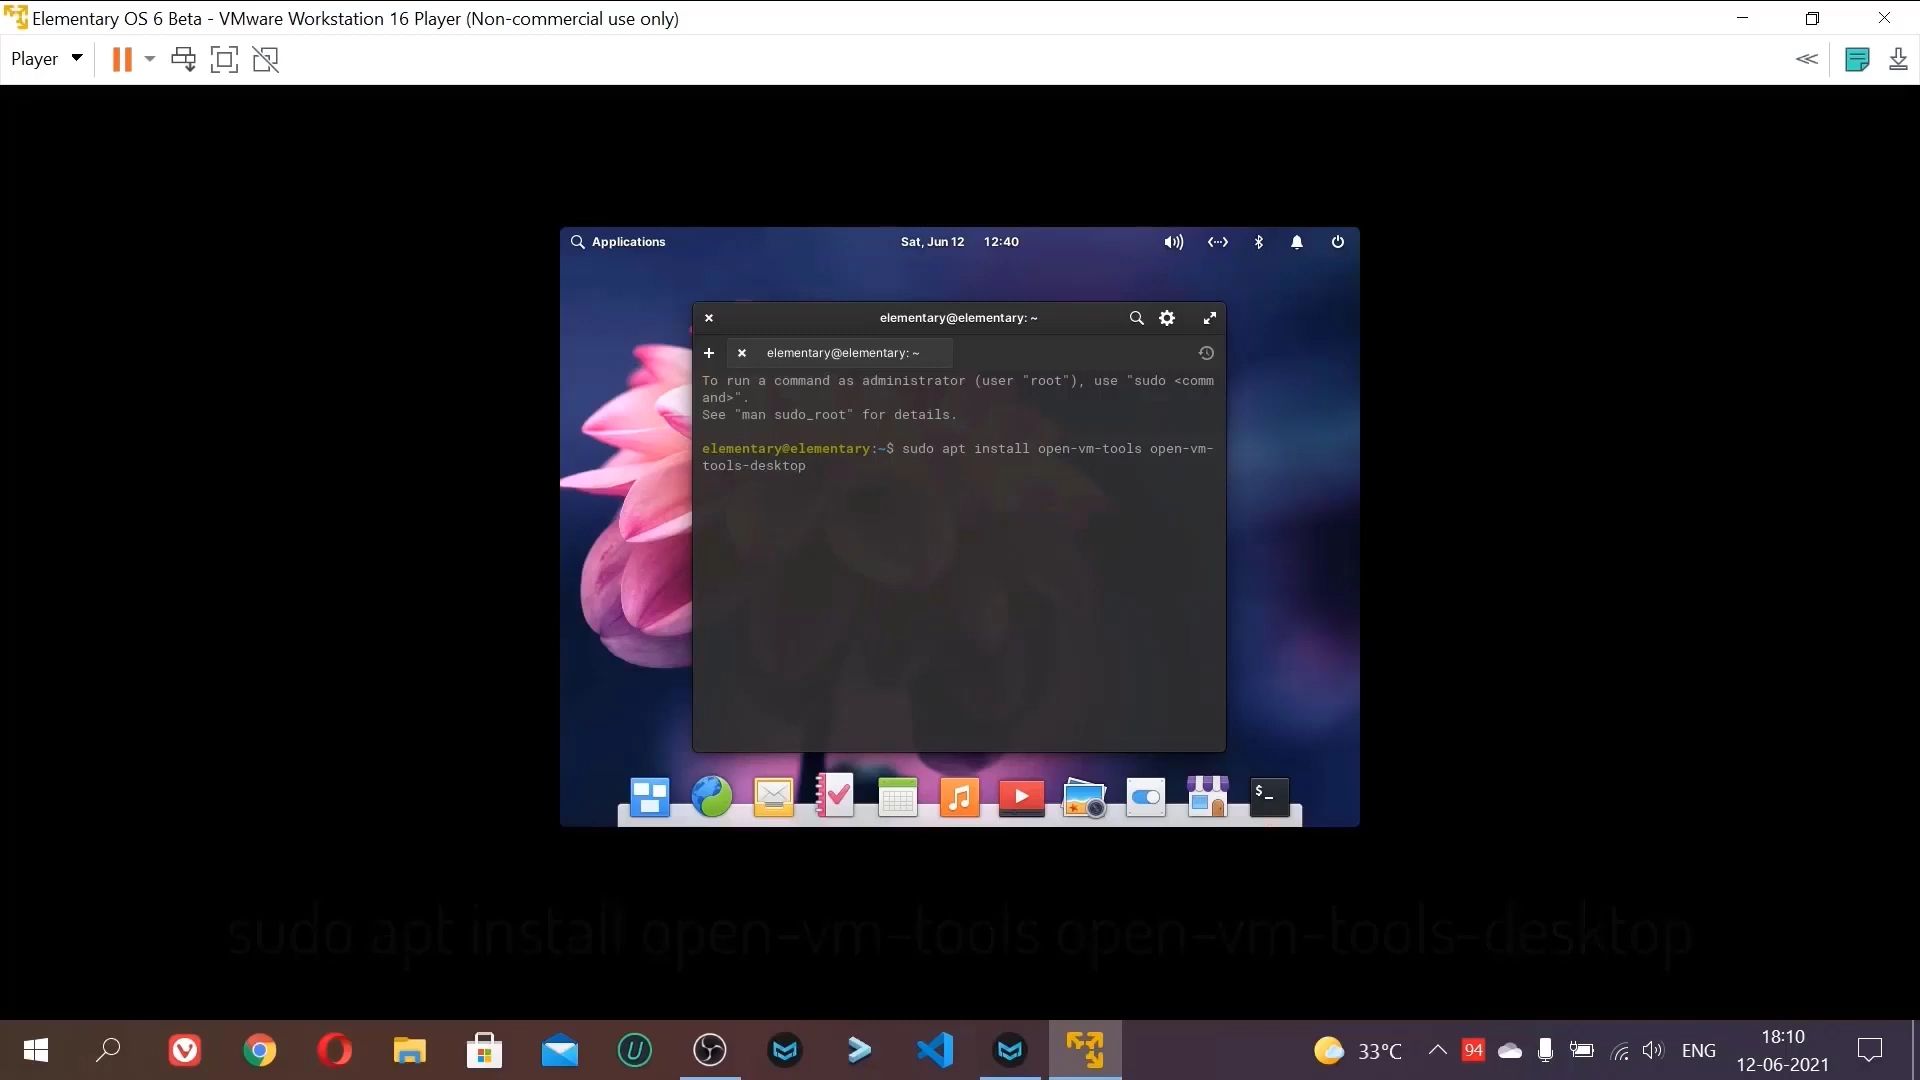 Elementary OS 6 Beta - VMware Workstation 16 Player (Non-commercial use only)
Player
Applications
Sat, Jun 12 12:40
elementary@elementary: ~
elementary@elementary: ~
To run a command as administrator (user "root"), use "sudo <comm
and>".
See "man sudo_root" for details.
elementary@elementary:~$ sudo apt install open-vm-tools open-vm-
tools-desktop
$_
sudo apt install open-vm-tools open-vm-tools-desktop
33°C
94
ENG
18:10
12-06-2021